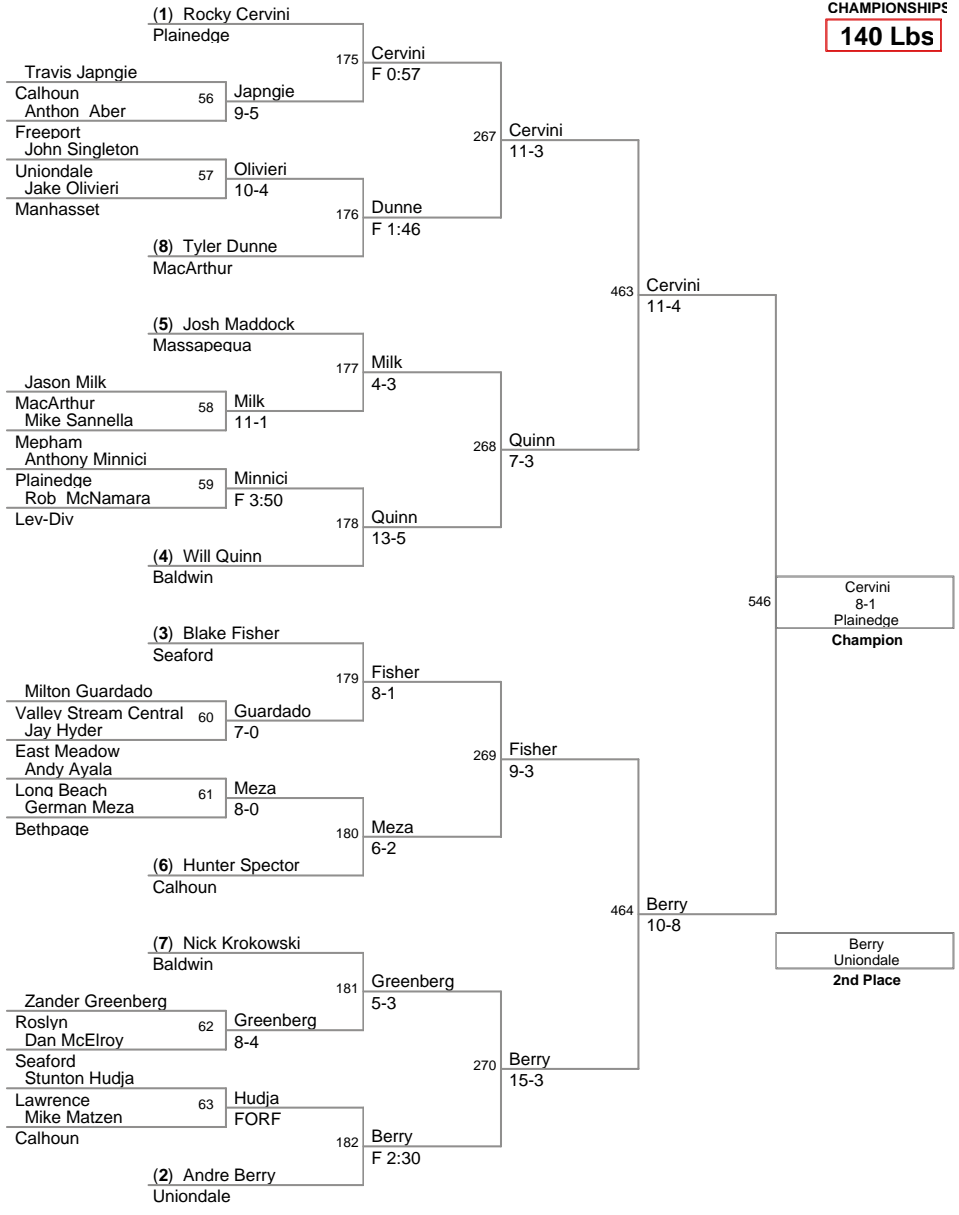 CHAMPIONSHIPS
140 Lbs
(1) Rocky Cervini
Plainedge
175
Cervini
F 0:57
Travis Japngie
Calhoun
56
Japngie
9-5
Anthon Aber
Freeport
267
Cervini
11-3
John Singleton
Uniondale
57
Olivieri
10-4
Jake Olivieri
Manhasset
176
Dunne
F 1:46
(8) Tyler Dunne
MacArthur
463
Cervini
11-4
(5) Josh Maddock
Massapequa
177
Milk
4-3
Jason Milk
MacArthur
58
Milk
11-1
Mike Sannella
Mepham
268
Quinn
7-3
Anthony Minnici
Plainedge
59
Minnici
F 3:50
Rob McNamara
Lev-Div
178
Quinn
13-5
(4) Will Quinn
Baldwin
546
Cervini
8-1
Plainedge
Champion
(3) Blake Fisher
Seaford
179
Fisher
8-1
Milton Guardado
Valley Stream Central
60
Guardado
7-0
Jay Hyder
East Meadow
269
Fisher
9-3
Andy Ayala
Long Beach
61
Meza
8-0
German Meza
Bethpage
180
Meza
6-2
(6) Hunter Spector
Calhoun
464
Berry
10-8
(7) Nick Krokowski
Baldwin
Berry
Uniondale
2nd Place
181
Greenberg
5-3
Zander Greenberg
Roslyn
62
Greenberg
8-4
Dan McElroy
Seaford
270
Berry
15-3
Stunton Hudja
Lawrence
63
Hudja
FORF
Mike Matzen
Calhoun
182
Berry
F 2:30
(2) Andre Berry
Uniondale